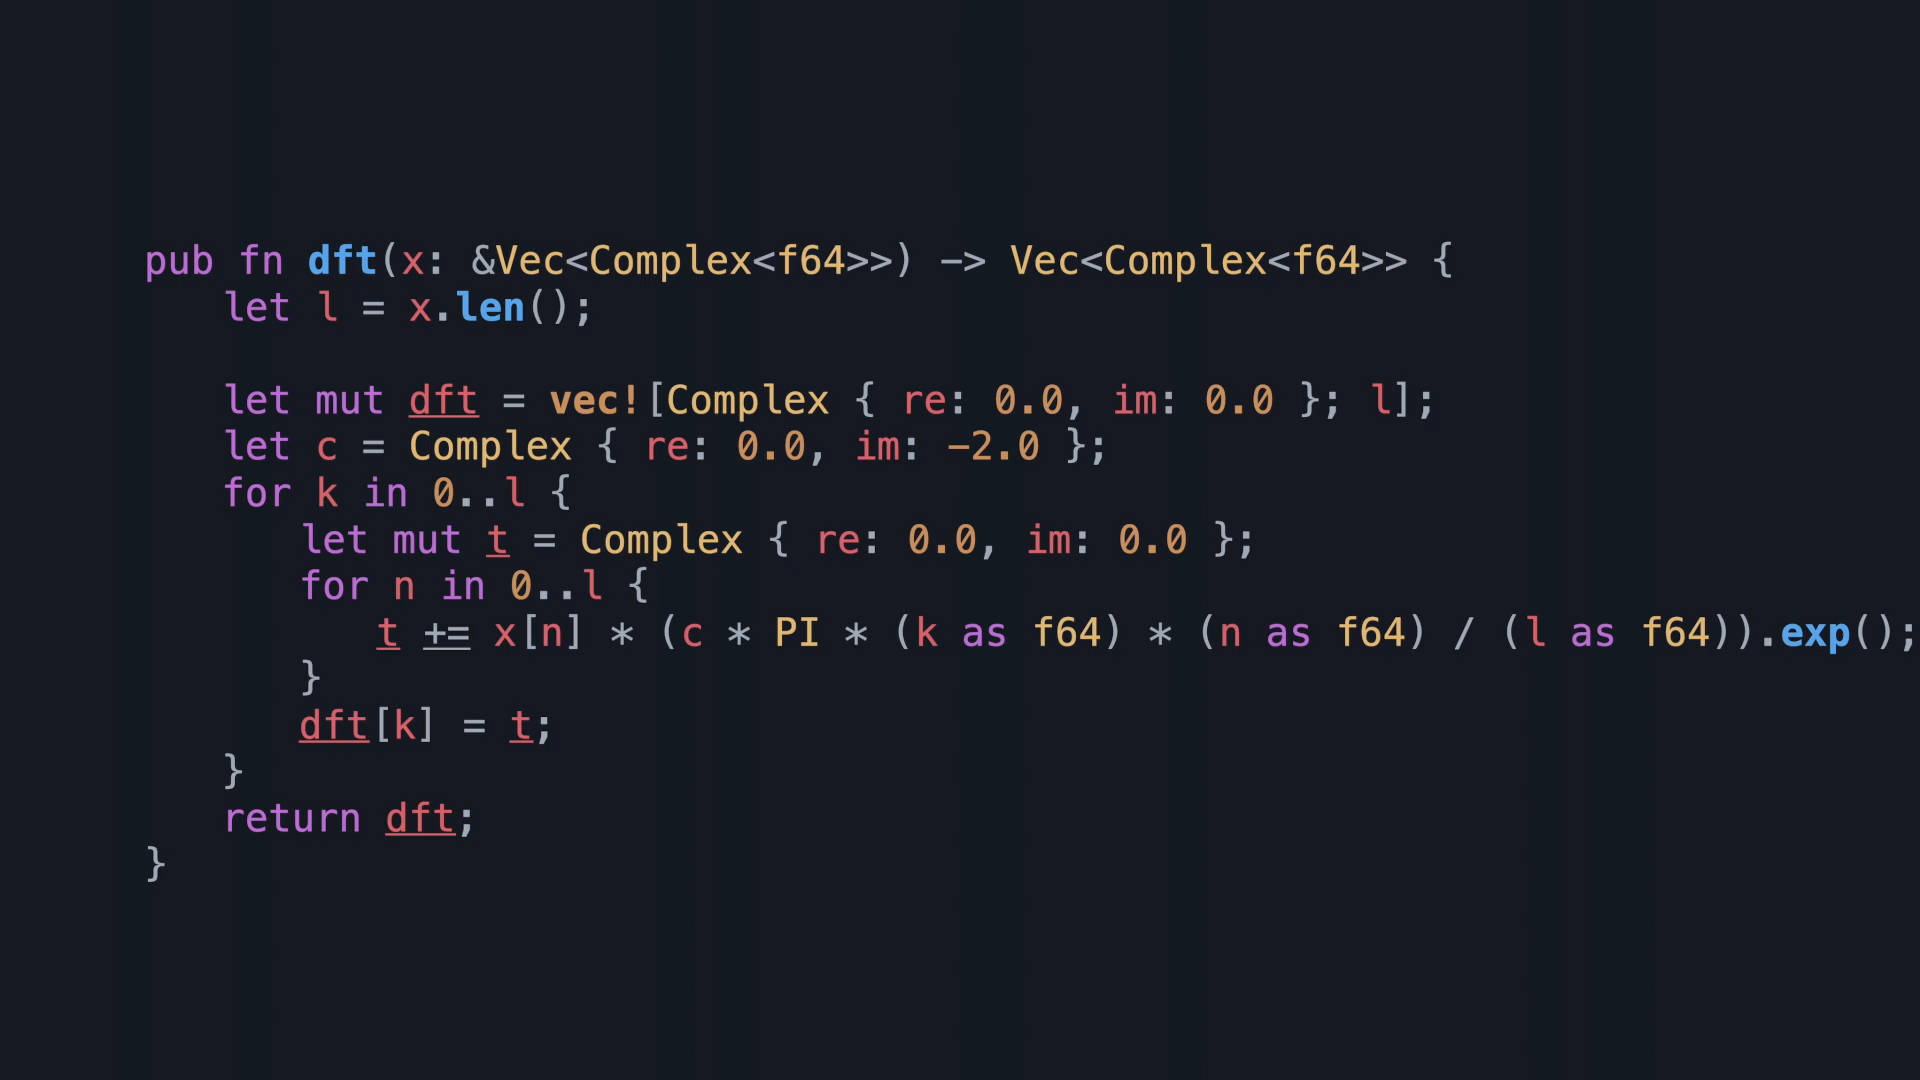 pub fn dft(x: &Vec<Complex<f64>>) -> Vec<Complex<f64>> {
    let l = x.len();

    let mut dft = vec![Complex { re: 0.0, im: 0.0 }; l];
    let c = Complex { re: 0.0, im: -2.0 };
    for k in 0..l {
        let mut t = Complex { re: 0.0, im: 0.0 };
        for n in 0..l {
            t += x[n] * (c * PI * (k as f64) * (n as f64) / (l as f64)).exp();
        }
        dft[k] = t;
    }
    return dft;
}